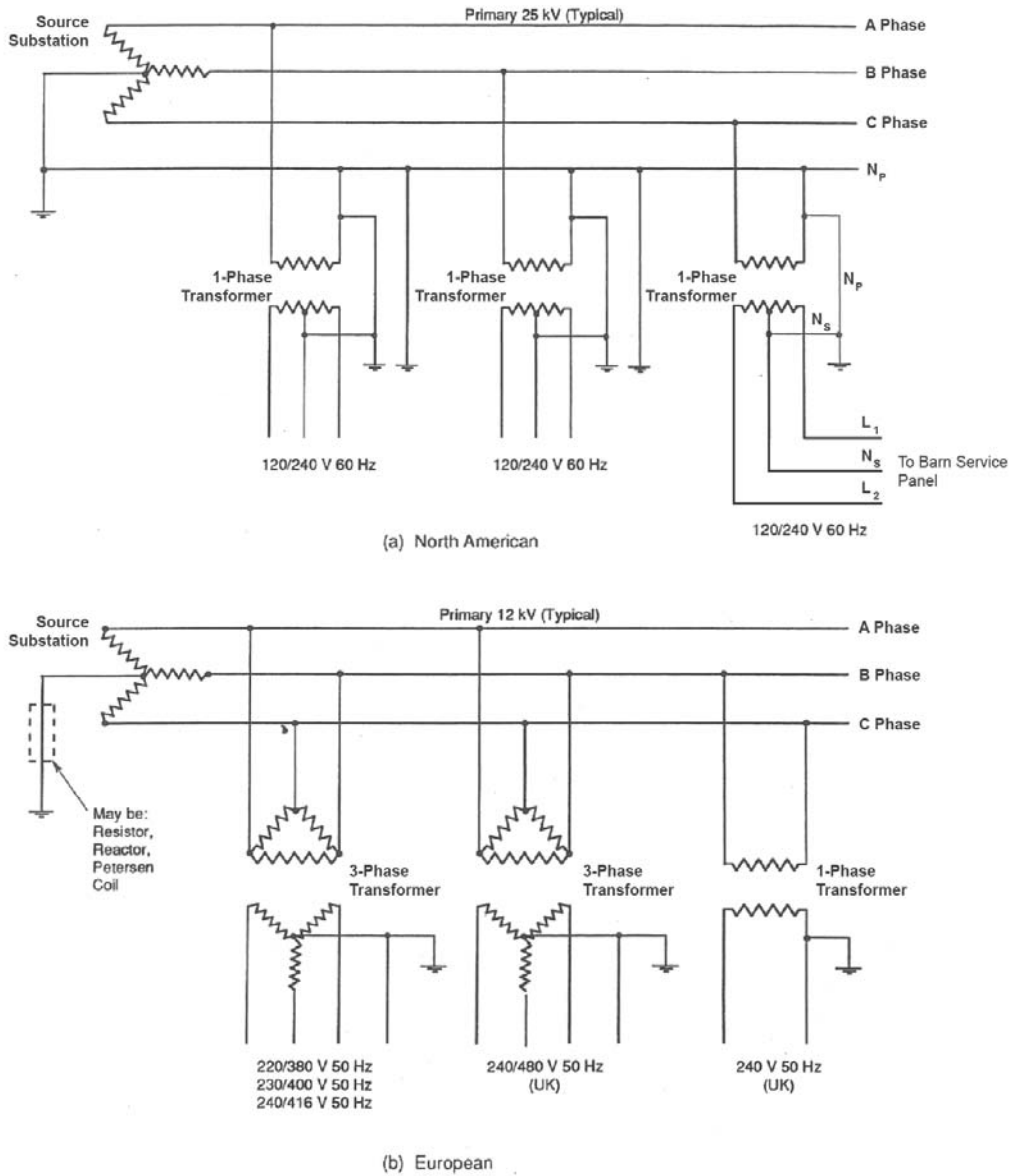 Primary 25 kV (Typical)
Source
Substation
A Phase
B Phase
C Phase
N_P
1-Phase
Transformer
1-Phase
Transformer
1-Phase
Transformer
N_P
N_S
L_1
N_S
L_2
To Barn Service
Panel
120/240 V 60 Hz
120/240 V 60 Hz
120/240 V 60 Hz
(a) North American
Primary 12 kV (Typical)
Source
Substation
A Phase
B Phase
C Phase
May be:
Resistor,
Reactor,
Petersen
Coil
3-Phase
Transformer
3-Phase
Transformer
1-Phase
Transformer
220/380 V 50 Hz
230/400 V 50 Hz
240/416 V 50 Hz
240/480 V 50 Hz
(UK)
240 V 50 Hz
(UK)
(b) European